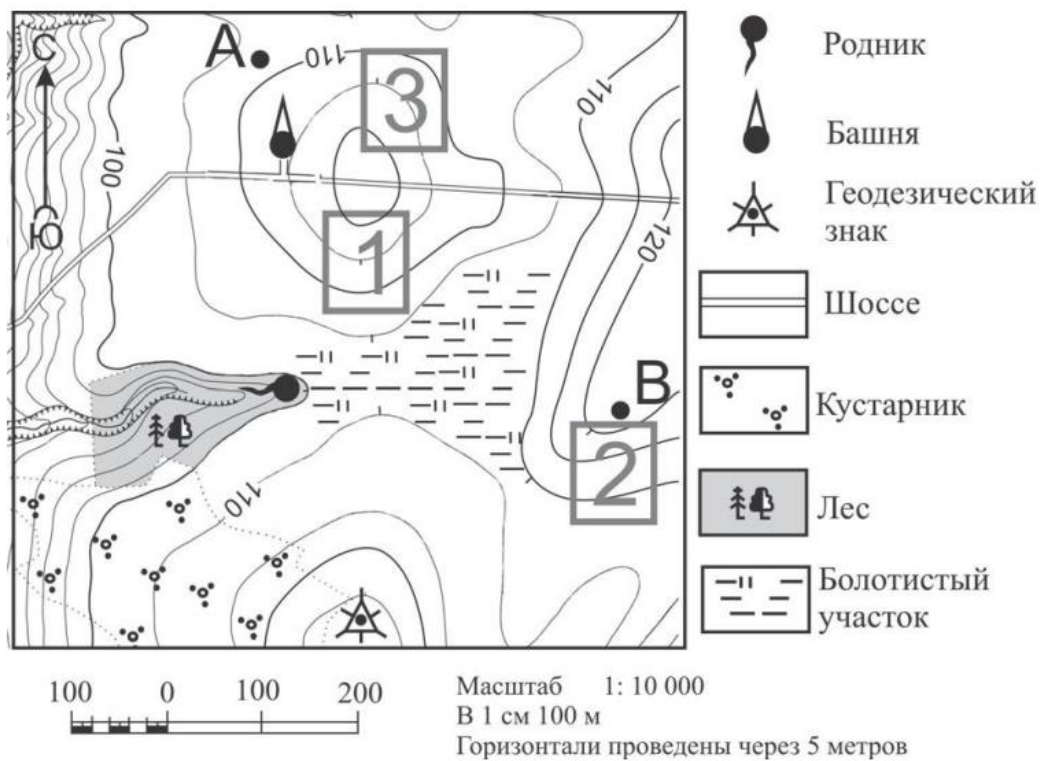 С
Ю
А
110
3
110
100
1
120
В
2
110
Родник
Башня
Геодезический
знак
Шоссе
Кустарник
Лес
Болотистый
участок
100 0 100 200
Масштаб 1: 10 000
В 1 см 100 м
Горизонтали проведены через 5 метров